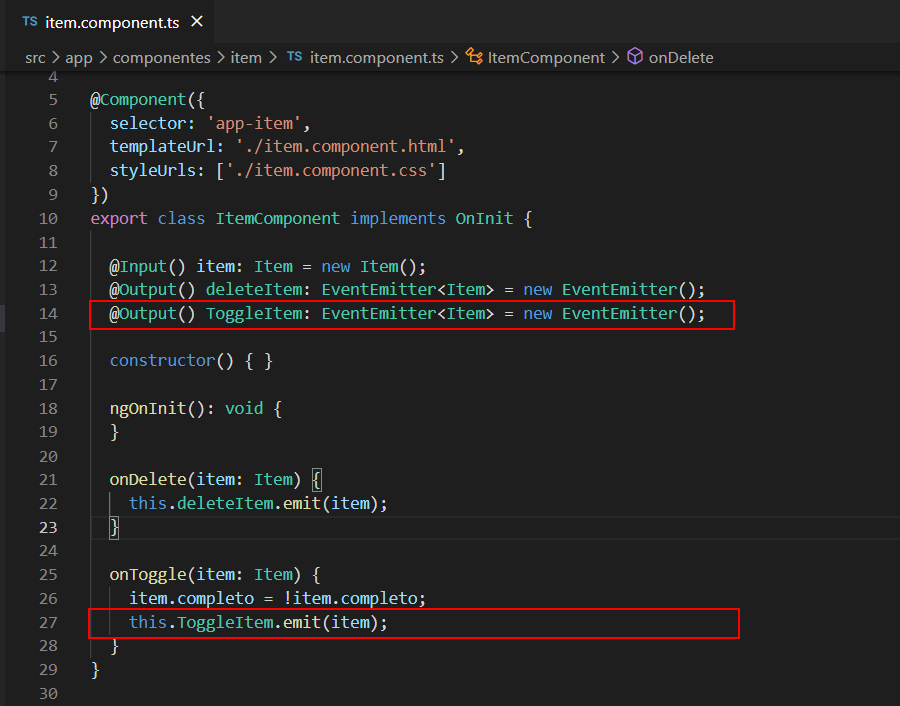 TS item.component.ts ×
src > app > componentes > item > TS item.component.ts > ItemComponent > onDelete
4
5 @Component({
6   selector: 'app-item',
7   templateUrl: './item.component.html',
8   styleUrls: ['./item.component.css']
9 })
10 export class ItemComponent implements OnInit {
11
12   @Input() item: Item = new Item();
13   @Output() deleteItem: EventEmitter<Item> = new EventEmitter();
14   @Output() ToggleItem: EventEmitter<Item> = new EventEmitter();
15
16   constructor() { }
17
18   ngOnInit(): void {
19   }
20
21   onDelete(item: Item) {
22     this.deleteItem.emit(item);
23   }
24
25   onToggle(item: Item) {
26     item.completo = !item.completo;
27     this.ToggleItem.emit(item);
28   }
29 }
30